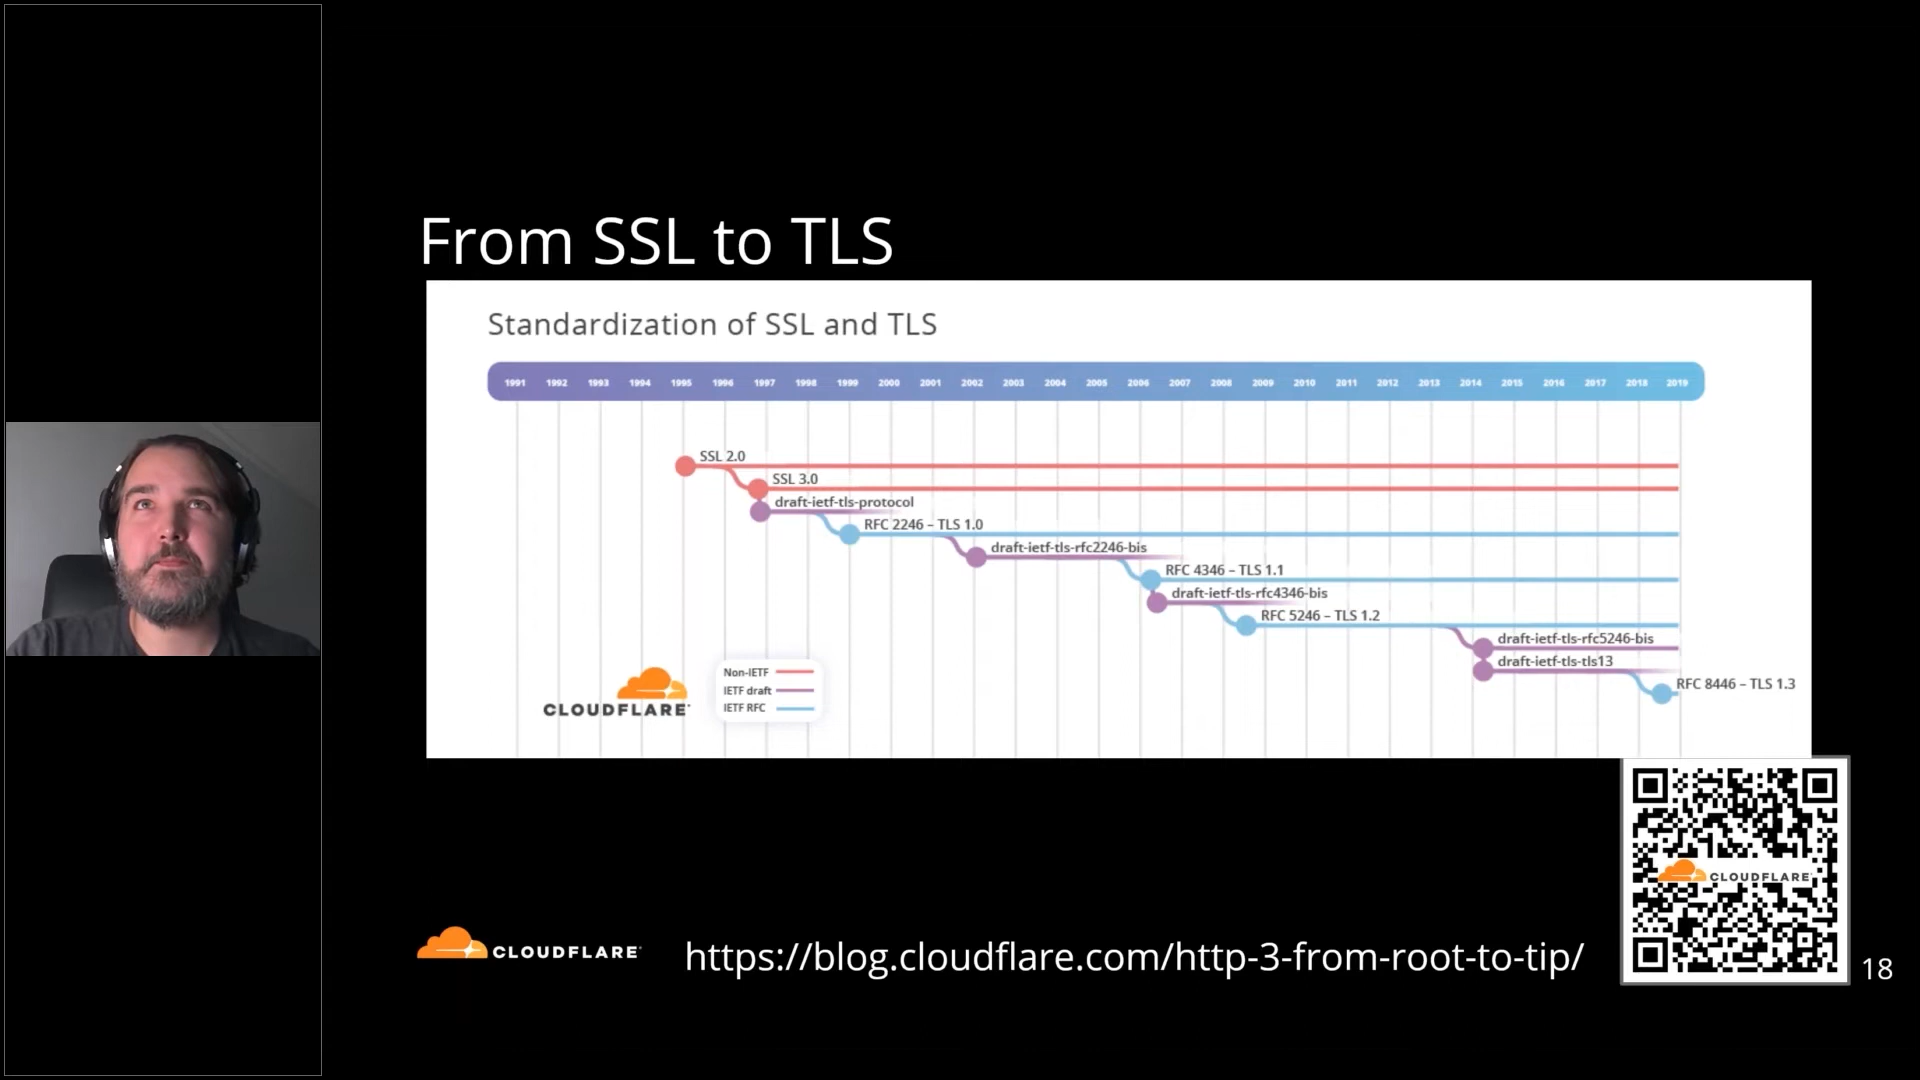 From SSL to TLS
Standardization of SSL and TLS
1991 1992 1993 1994 1995 1996 1997 1998 1999 2000 2001 2002 2003 2004 2005 2006 2007 2008 2009 2010 2011 2012 2013 2014 2015 2016 2017 2018 2019
SSL 2.0
SSL 3.0
draft-ietf-tls-protocol
RFC 2246 – TLS 1.0
draft-ietf-tls-rfc2246-bis
RFC 4346 – TLS 1.1
draft-ietf-tls-rfc4346-bis
RFC 5246 – TLS 1.2
draft-ietf-tls-rfc5246-bis
draft-ietf-tls-tls13
RFC 8446 – TLS 1.3
CLOUDFLARE
Non-IETF
IETF draft
IETF RFC
CLOUDFLARE
CLOUDFLARE
https://blog.cloudflare.com/http-3-from-root-to-tip/
18